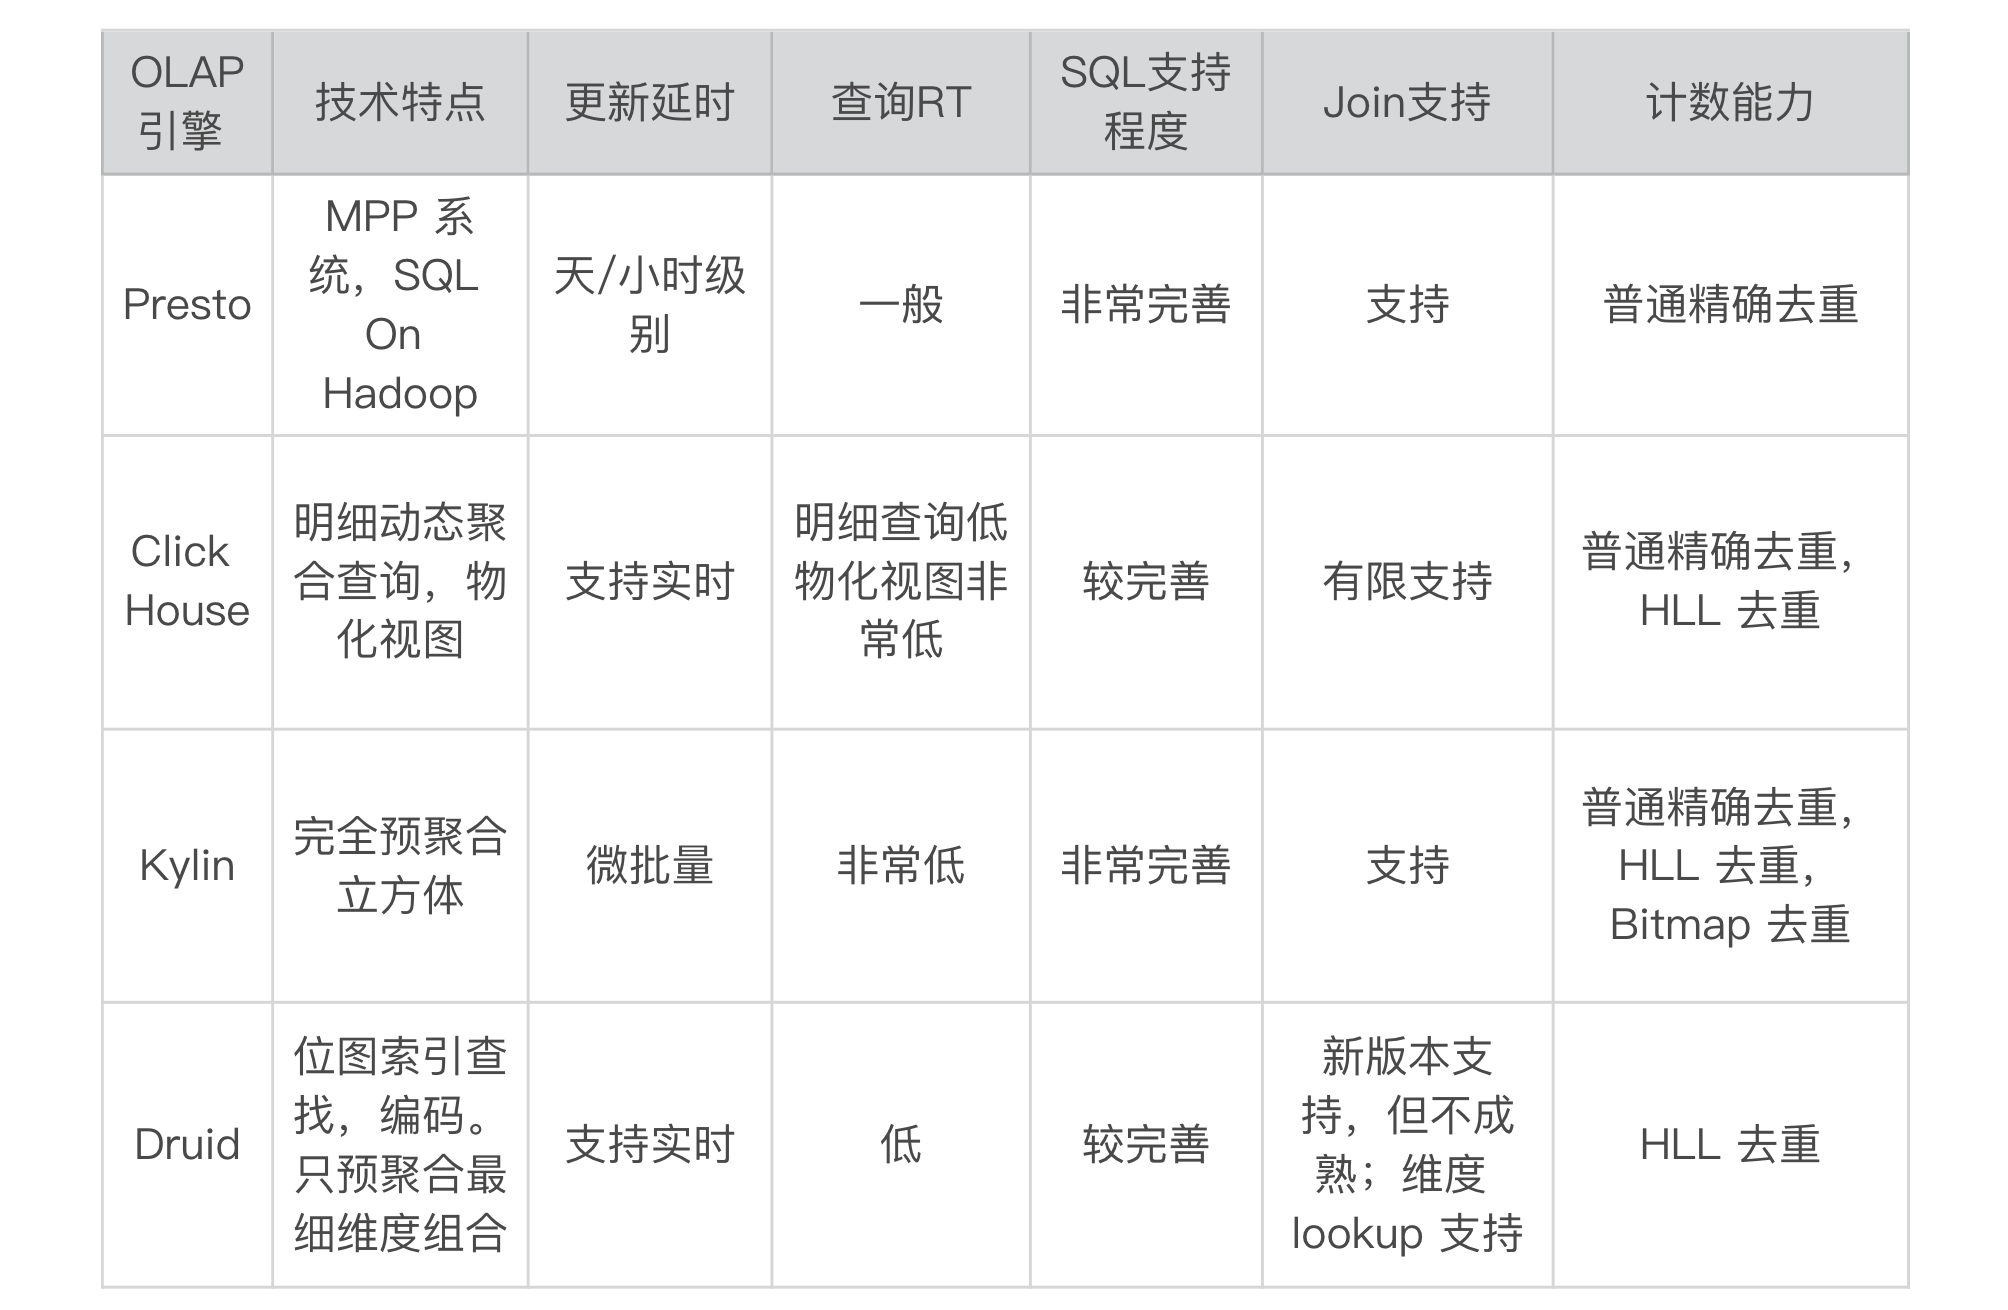 OLAP
引擎
技术特点
更新延时
查询RT
SQL支持
程度
Join支持
计数能力
Presto
MPP 系
统，SQL
On
Hadoop
天/小时级
别
一般
非常完善
支持
普通精确去重
Click
House
明细动态聚
合查询，物
化视图
支持实时
明细查询低
物化视图非
常低
较完善
有限支持
普通精确去重，
HLL 去重
Kylin
完全预聚合
立方体
微批量
非常低
非常完善
支持
普通精确去重，
HLL 去重，
Bitmap 去重
Druid
位图索引查
找，编码。
只预聚合最
细维度组合
支持实时
低
较完善
新版本支
持，但不成
熟；维度
lookup 支持
HLL 去重